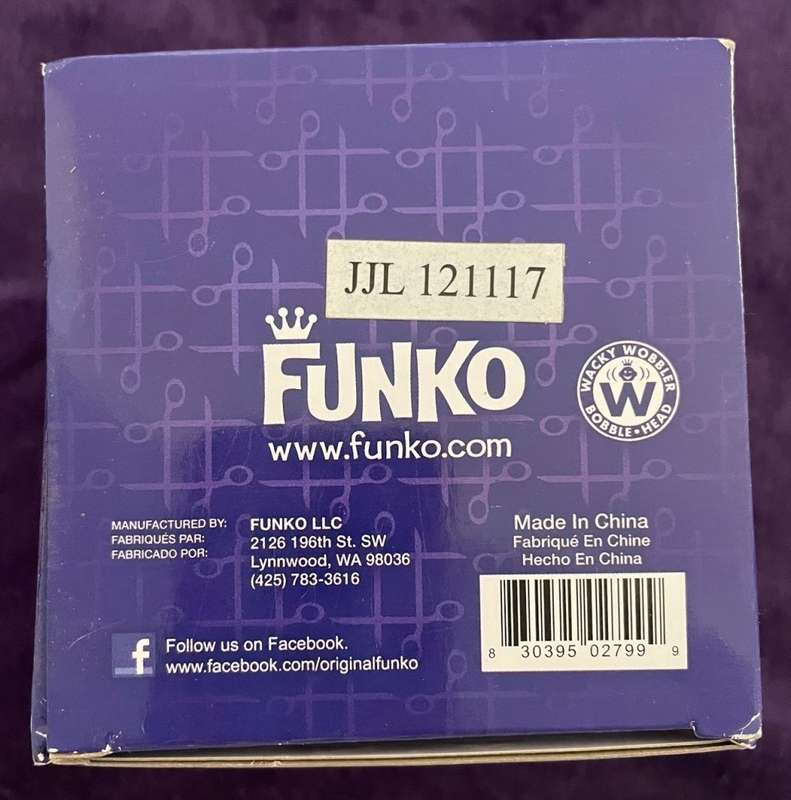 JJL 121117
FUNKO
www.funko.com
WACKY WOBBLER
W
BOBBLE•HEAD
MANUFACTURED BY: FUNKO LLC
FABRIQUÉS PAR: 2126 196th St. SW
FABRICADO POR: Lynnwood, WA 98036
(425) 783-3616
Made In China
Fabriqué En Chine
Hecho En China
f
Follow us on Facebook.
www.facebook.com/originalfunko
8 30395 02799 9